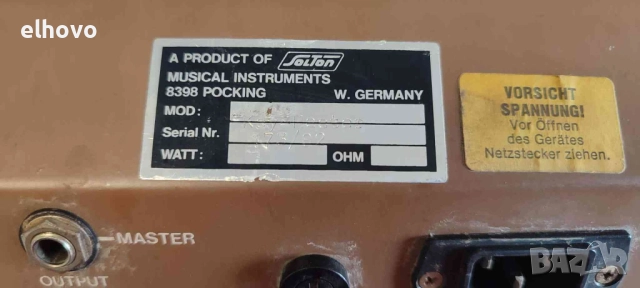 elhovo
A PRODUCT OF SOLTON
MUSICAL INSTRUMENTS
8398 POCKING W. GERMANY
MOD:
Serial Nr.
WATT: OHM
VORSICHT
SPANNUNG!
Vor Öffnen
des Gerätes
Netzstecker ziehen.
MASTER
OUTPUT
BAZAR